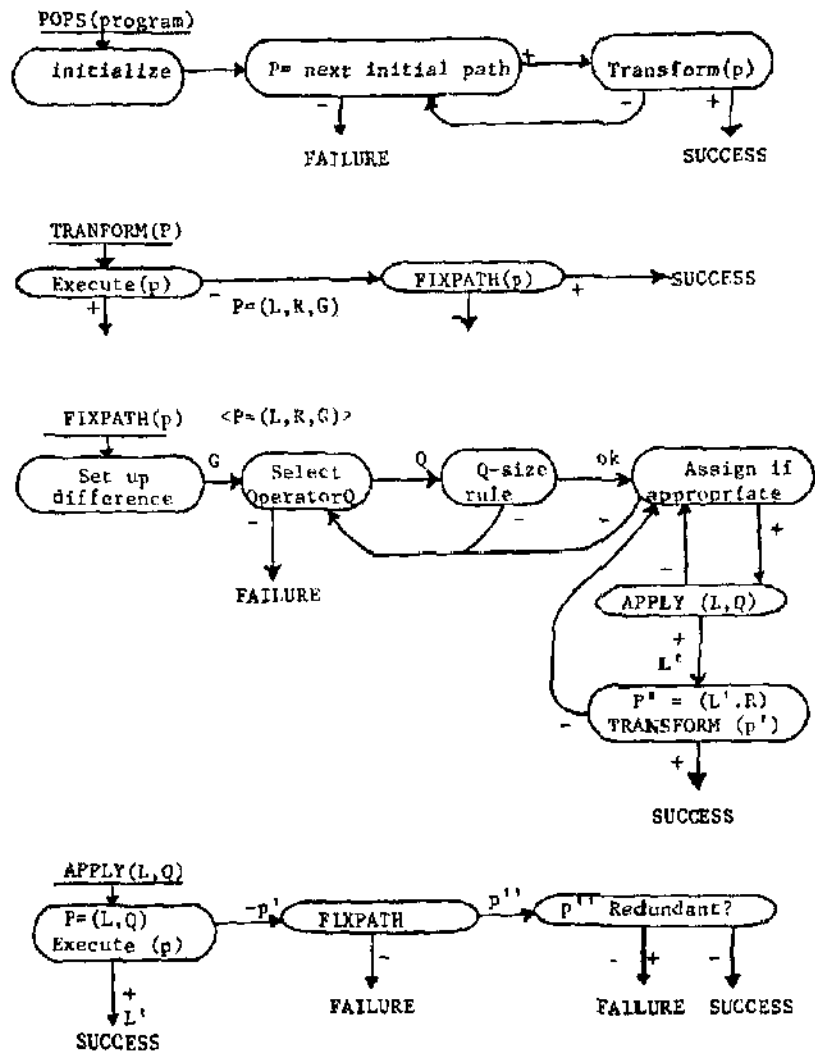 POPS(program)
initialize
P= next initial path
+
Transform(p)
-
-
+
FAILURE
SUCCESS
TRANFORM(P)
Execute(p)
-
P=(L,R,G)
FIXPATH(p)
+
SUCCESS
+
-
FIXPATH(p)
<P=(L,R,G)>
Set up
difference
G
Select
OperatorQ
Q
Q-size
rule
ok
Assign if
appropriate
-
-
-
+
FAILURE
-
APPLY (L,Q)
+
L'
P" = (L'.R)
TRANSFORM (p')
-
+
SUCCESS
APPLY(L,Q)
P=(L,Q)
Execute (p)
-p'
FIXPATH
p''
p'' Redundant?
+
L'
SUCCESS
-
FAILURE
- +
FAILURE
-
SUCCESS